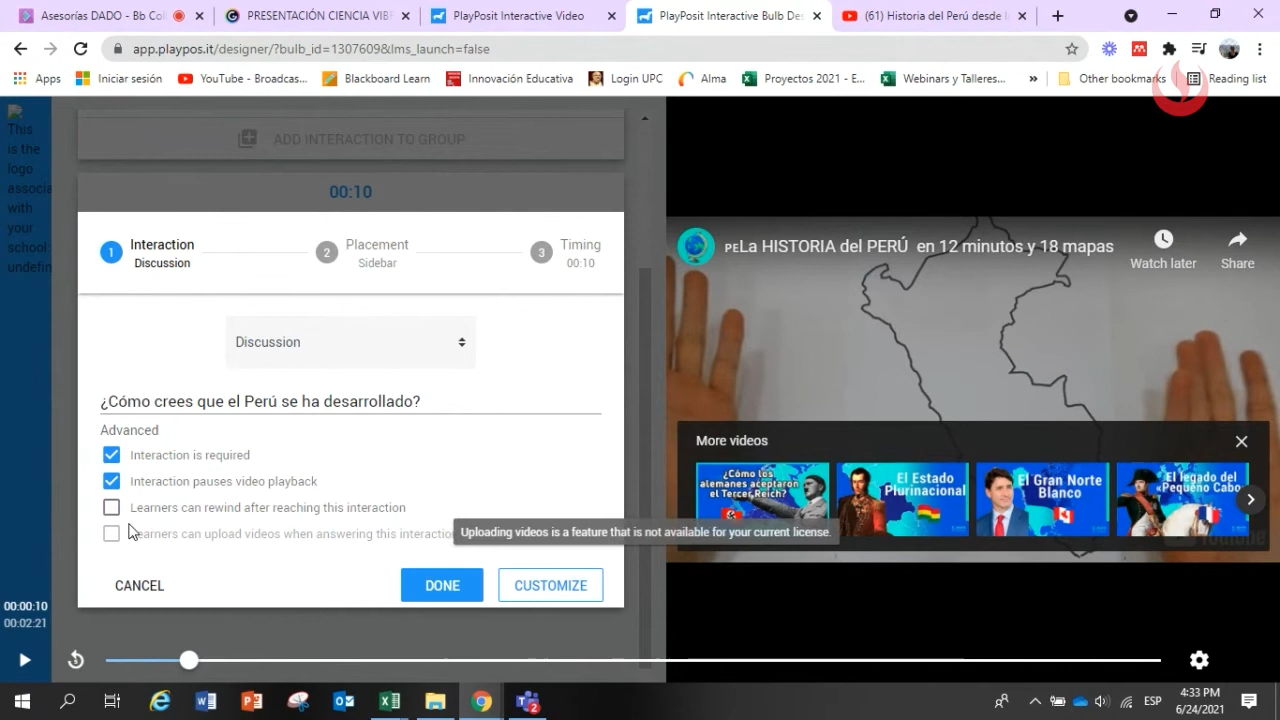 Asesorías DADO - Bb Col
PRESENTACIÓN CIENCIA VIBE
PlayPosit Interactive Video
PlayPosit Interactive Bulb Des
(61) Historia del Perú desde l
app.playpos.it/designer/?bulb_id=1307609&lms_launch=false
Apps
Iniciar sesión
YouTube - Broadcas...
Blackboard Learn
Innovación Educativa
Login UPC
Alma
Proyectos 2021 - E...
Webinars y Talleres...
»
Other bookmarks
Reading list
This
is the
logo
associa
with
your
school:
undefin
ADD INTERACTION TO GROUP
00:10
1
Interaction
Discussion
2
Placement
Sidebar
3
Timing
00:10
Discussion
¿Cómo crees que el Perú se ha desarrollado?
Advanced
Interaction is required
Interaction pauses video playback
Learners can rewind after reaching this interaction
Learners can upload videos when answering this interaction
Uploading videos is a feature that is not available for your current license.
CANCEL
DONE
CUSTOMIZE
PELa HISTORIA del PERÚ en 12 minutos y 18 mapas
Watch later
Share
More videos
¿Cómo los
alemanes aceptaron
el Tercer Reich?
El Estado
Plurinacional
El Gran Norte
Blanco
El legado del
«Pequeño Cabo
00:00:10
00:02:21
5
2
ESP
4:33 PM
6/24/2021